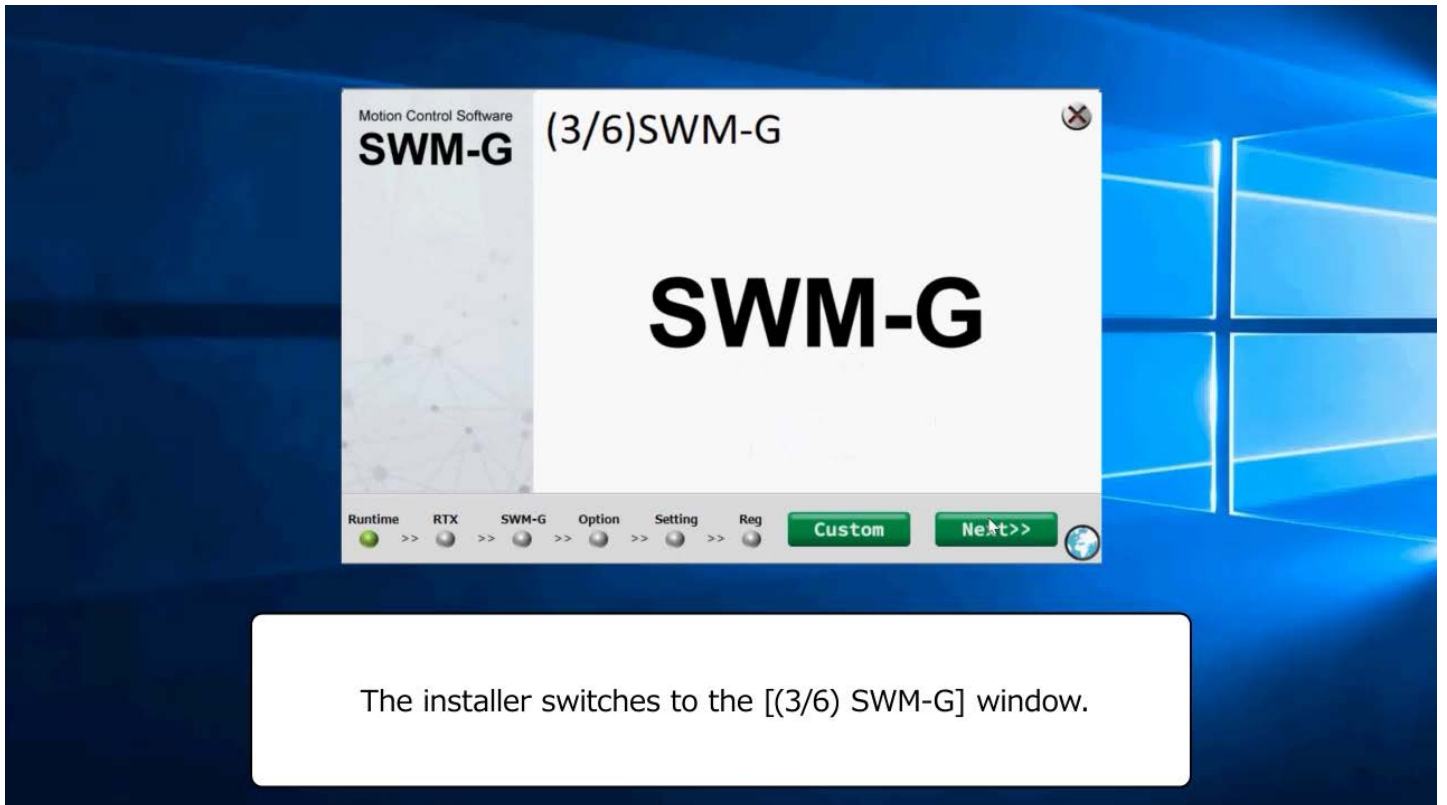 Motion Control Software
SWM-G
(3/6)SWM-G
SWM-G
Runtime >> RTX >> SWM-G >> Option >> Setting >> Reg
Custom
Next>>
The installer switches to the [(3/6) SWM-G] window.